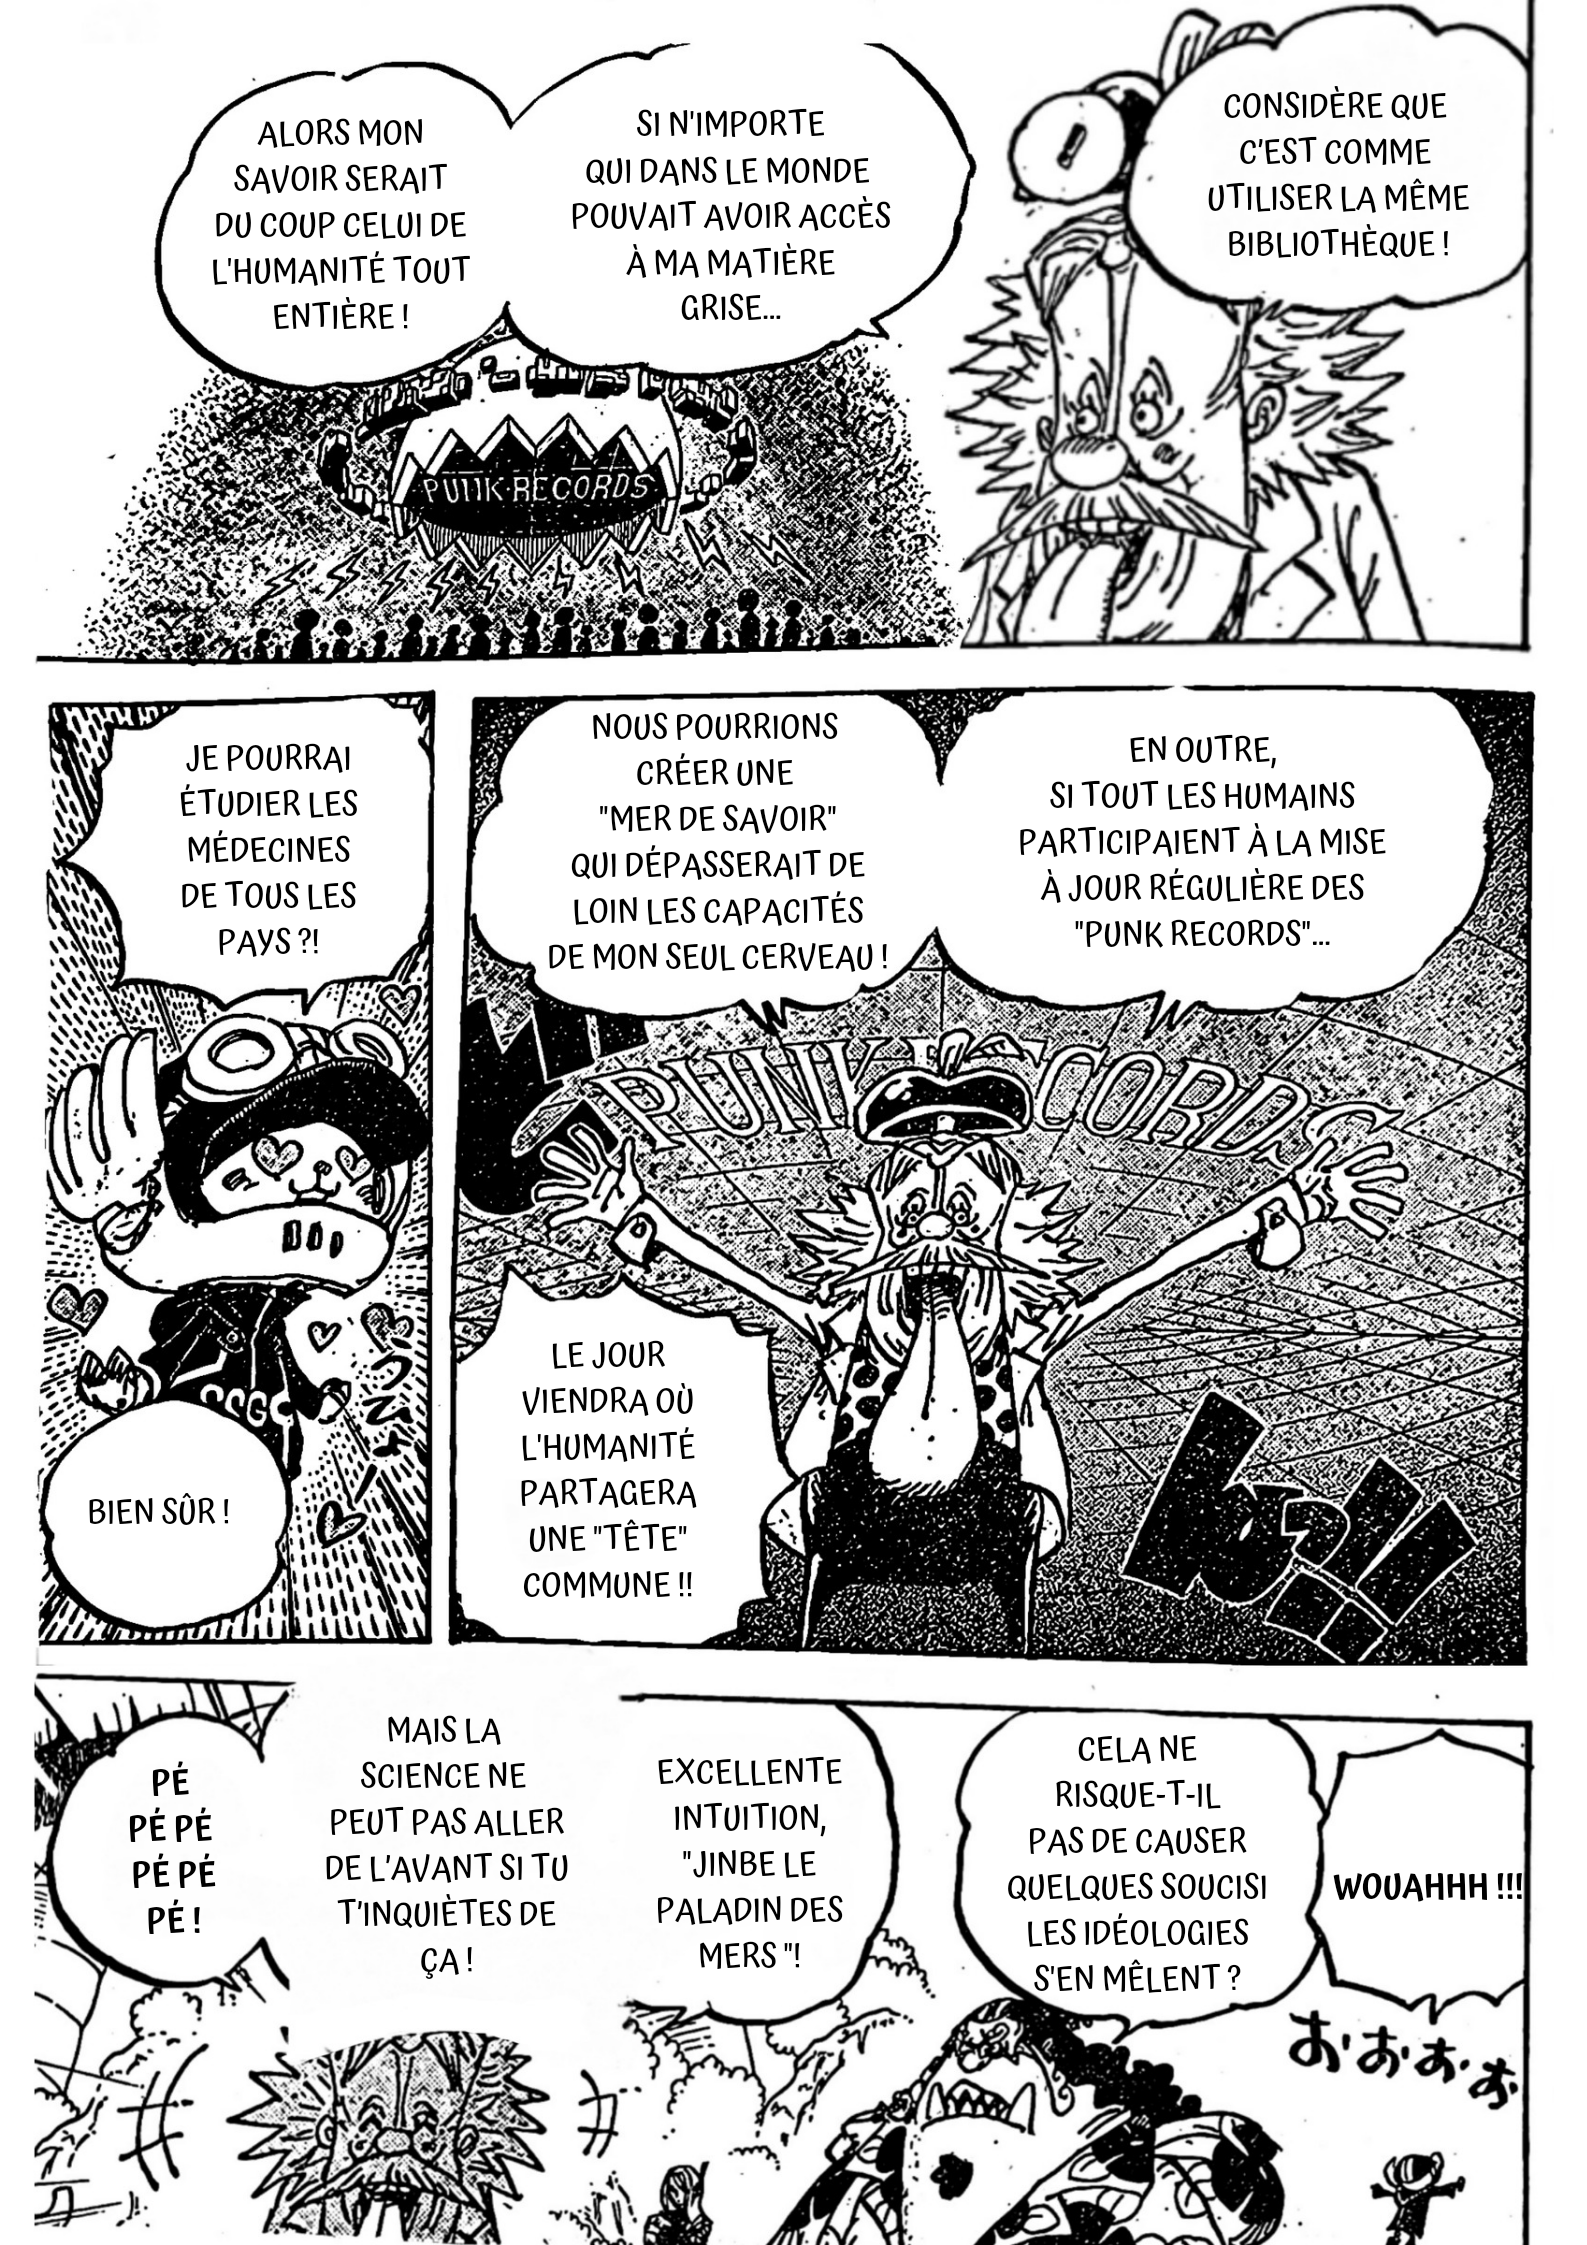 CONSIDÈRE QUE
C'EST COMME
UTILISER LA MÊME
BIBLIOTHÈQUE !
SI N'IMPORTE
QUI DANS LE MONDE
POUVAIT AVOIR ACCÈS
À MA MATIÈRE
GRISE...
ALORS MON
SAVOIR SERAIT
DU COUP CELUI DE
L'HUMANITÉ TOUT
ENTIÈRE !
PUNK·RECORDS
EN OUTRE,
SI TOUT LES HUMAINS
PARTICIPAIENT À LA MISE
À JOUR RÉGULIÈRE DES
"PUNK RECORDS"...
NOUS POURRIONS
CRÉER UNE
"MER DE SAVOIR"
QUI DÉPASSERAIT DE
LOIN LES CAPACITÉS
DE MON SEUL CERVEAU !
LE JOUR
VIENDRA OÙ
L'HUMANITÉ
PARTAGERA
UNE "TÊTE"
COMMUNE !!
JE POURRAI
ÉTUDIER LES
MÉDECINES
DE TOUS LES
PAYS ?!
BIEN SÛR !
WOUAHHH !!!
CELA NE
RISQUE-T-IL
PAS DE CAUSER
QUELQUES SOUCISI
LES IDÉOLOGIES
S'EN MÊLENT ?
EXCELLENTE
INTUITION,
"JINBE LE
PALADIN DES
MERS "!
MAIS LA
SCIENCE NE
PEUT PAS ALLER
DE L'AVANT SI TU
T'INQUIÈTES DE
ÇA !
PÉ
PÉ PÉ
PÉ PÉ
PÉ !
お・お・お・お